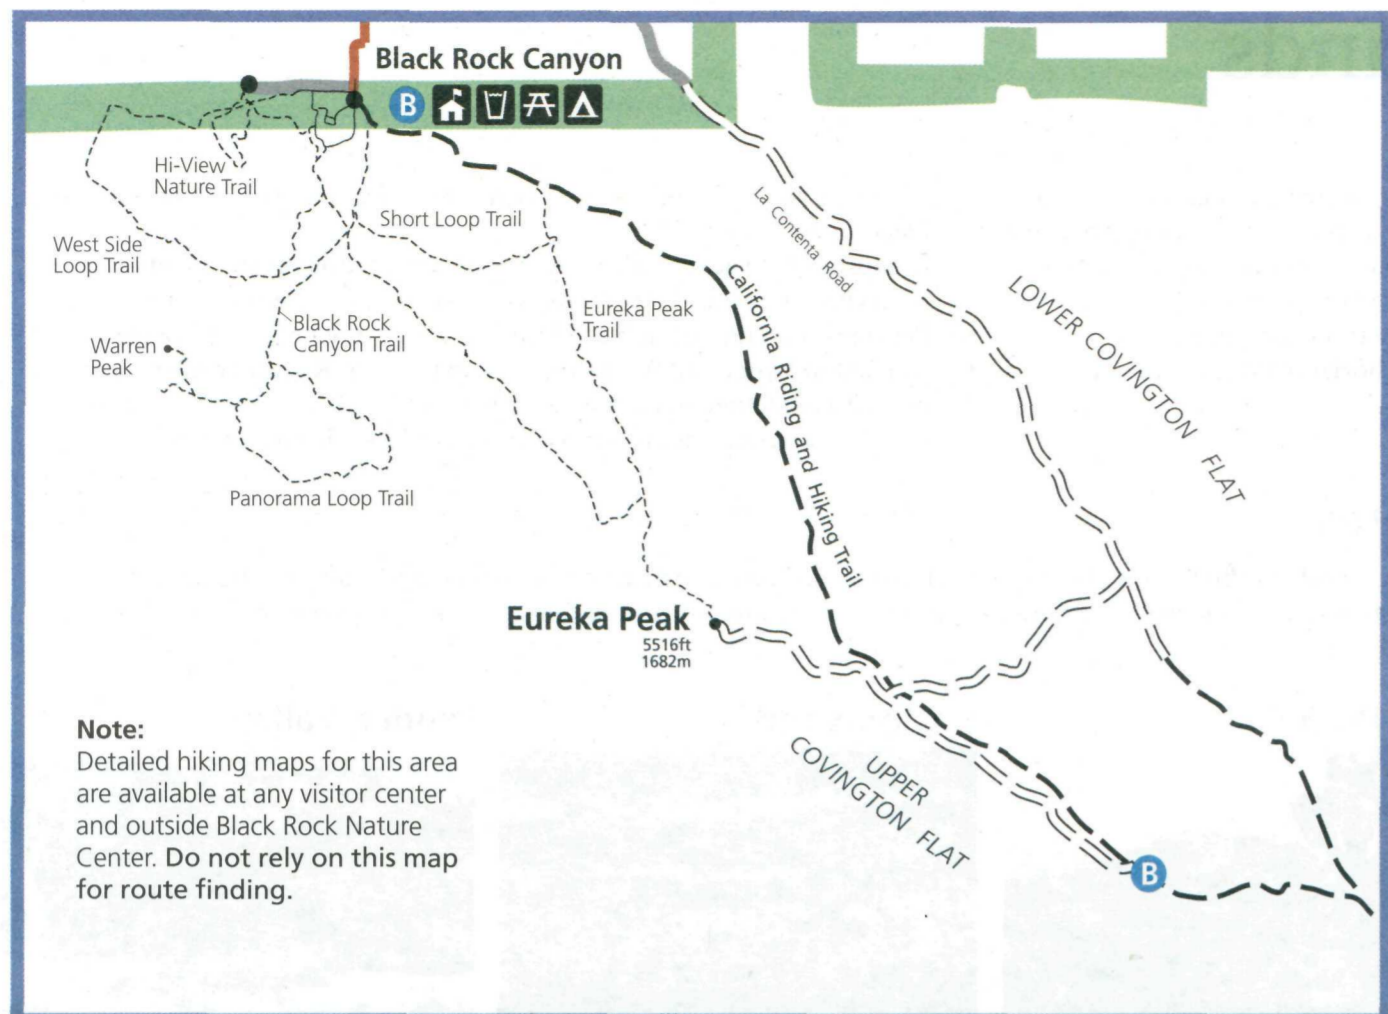 Black Rock Canyon
B
Hi-View
Nature Trail
Short Loop Trail
West Side
Loop Trail
La Contenta Road
California Riding and Hiking Trail
LOWER COVINGTON FLAT
Eureka Peak
Trail
Black Rock
Canyon Trail
Warren
Peak
Panorama Loop Trail
Eureka Peak
5516ft
1682m
Note:
Detailed hiking maps for this area
are available at any visitor center
and outside Black Rock Nature
Center. Do not rely on this map
for route finding.
UPPER
COVINGTON FLAT
B